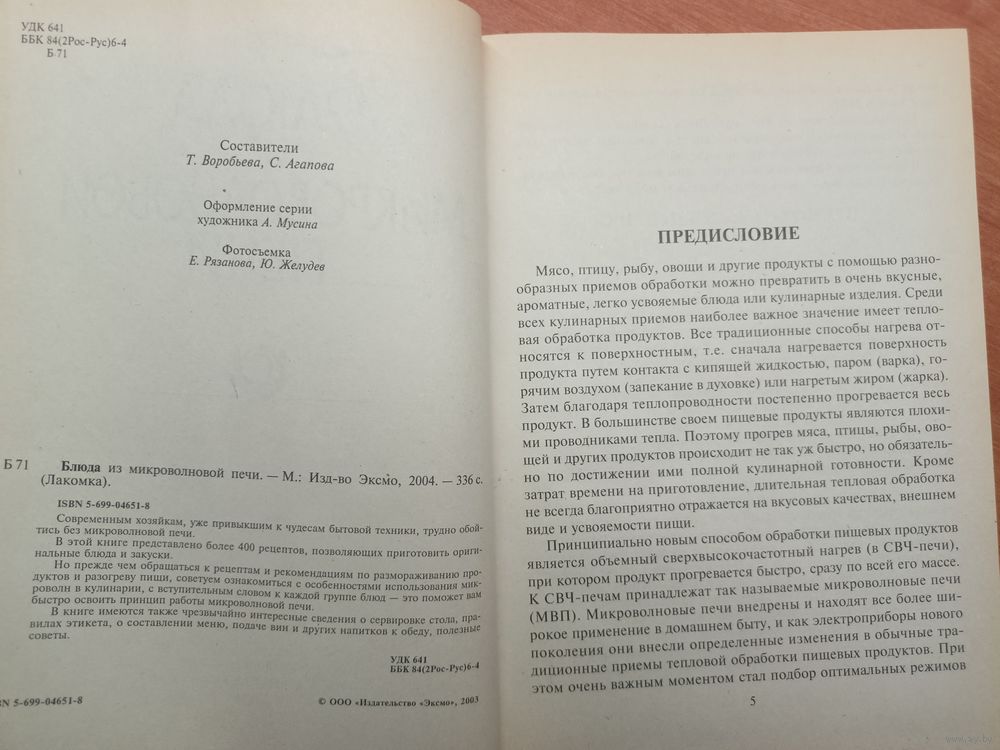 УДК 641
ББК 84(2Рос-Рус)6-4
Б 71
Составители
Т. Воробьева, С. Агапова
Оформление серии
художника А. Мусина
Фотосъемка
Е. Рязанова, Ю. Желудев
Б 71 Блюда из микроволновой печи. — М.: Изд-во Эксмо, 2004. — 336 с.
(Лакомка).
ISBN 5-699-04651-8
Современным хозяйкам, уже привыкшим к чудесам бытовой техники, трудно обой-
тись без микроволновой печи.
В этой книге представлено более 400 рецептов, позволяющих приготовить ориги-
нальные блюда и закуски.
Но прежде чем обращаться к рецептам и рекомендациям по размораживанию про-
дуктов и разогреву пищи, советуем ознакомиться с особенностями использования мик-
роволн в кулинарии, с вступительным словом к каждой группе блюд — это поможет вам
быстро освоить принцип работы микроволновой печи.
В книге имеются также чрезвычайно интересные сведения о сервировке стола, пра-
вилах этикета, о составлении меню, подаче вин и других напитков к обеду, полезные
советы.
УДК 641
ББК 84(2Рос-Рус)6-4
BN 5-699-04651-8
© ООО «Издательство «Эксмо», 2003
ПРЕДИСЛОВИЕ
Мясо, птицу, рыбу, овощи и другие продукты с помощью разно-
образных приемов обработки можно превратить в очень вкусные,
ароматные, легко усвояемые блюда или кулинарные изделия. Среди
всех кулинарных приемов наиболее важное значение имеет тепло-
вая обработка продуктов. Все традиционные способы нагрева от-
носятся к поверхностным, т.е. сначала нагревается поверхность
продукта путем контакта с кипящей жидкостью, паром (варка), го-
рячим воздухом (запекание в духовке) или нагретым жиром (жарка).
Затем благодаря теплопроводности постепенно прогревается весь
продукт. В большинстве своем пищевые продукты являются плохи-
ми проводниками тепла. Поэтому прогрев мяса, птицы, рыбы, ово-
щей и других продуктов происходит не так уж быстро, но обязатель-
но по достижении ими полной кулинарной готовности. Кроме
затрат времени на приготовление, длительная тепловая обработка
не всегда благоприятно отражается на вкусовых качествах, внешнем
виде и усвояемости пищи.
Принципиально новым способом обработки пищевых продуктов
является объемный сверхвысокочастотный нагрев (в СВЧ-печи),
при котором продукт прогревается быстро, сразу по всей его массе.
К СВЧ-печам принадлежат так называемые микроволновые печи
(МВП). Микроволновые печи внедрены и находят все более ши-
рокое применение в домашнем быту, и как электроприборы нового
поколения они внесли определенные изменения в обычные тра-
диционные приемы тепловой обработки пищевых продуктов. При
этом очень важным моментом стал подбор оптимальных режимов
5
www.ay.by